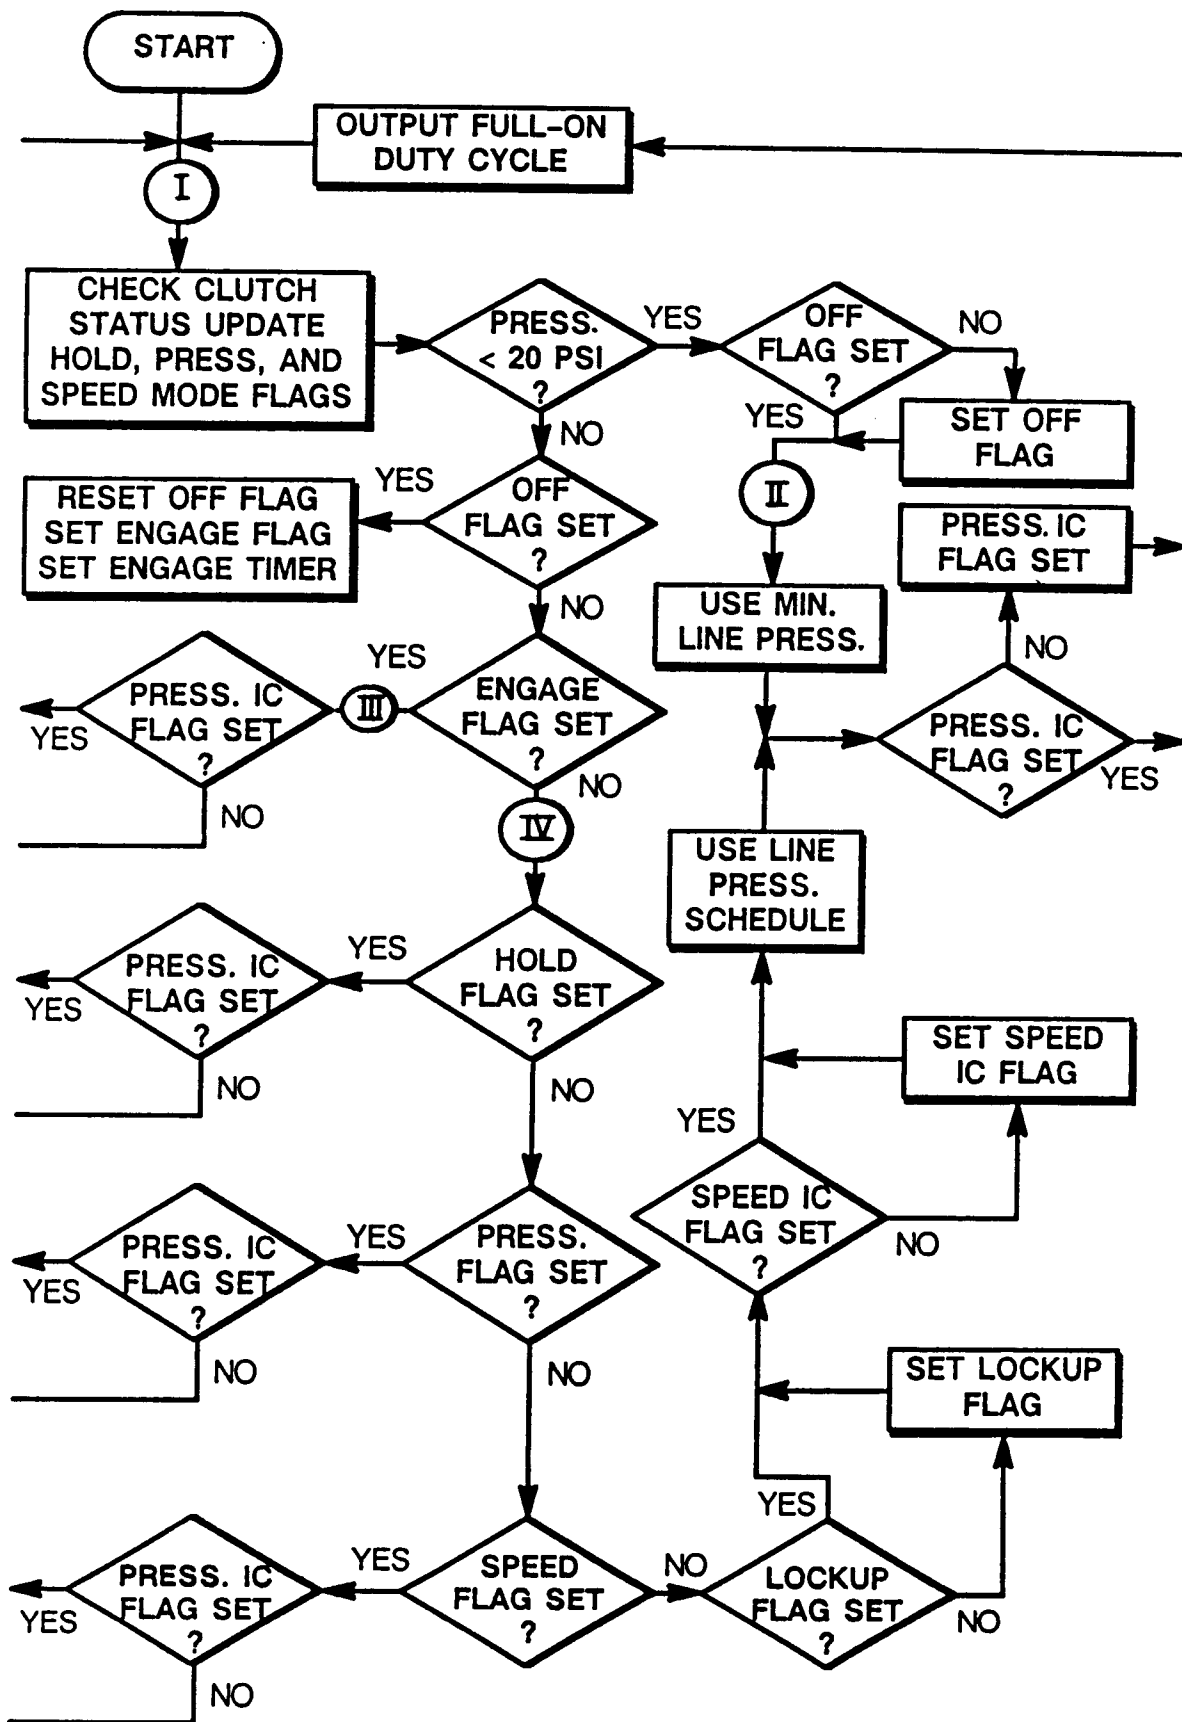 START
OUTPUT FULL-ON
DUTY CYCLE
I
CHECK CLUTCH
STATUS UPDATE
HOLD, PRESS, AND
SPEED MODE FLAGS
PRESS.
< 20 PSI
?
YES
OFF
FLAG SET
?
NO
YES
NO
SET OFF
FLAG
II
YES
OFF
FLAG SET
?
RESET OFF FLAG
SET ENGAGE FLAG
SET ENGAGE TIMER
PRESS. IC
FLAG SET
NO
USE MIN.
LINE PRESS.
NO
YES
ENGAGE
FLAG SET
?
III
PRESS. IC
FLAG SET
?
YES
NO
PRESS. IC
FLAG SET
?
YES
NO
IV
USE LINE
PRESS.
SCHEDULE
HOLD
FLAG SET
?
YES
PRESS. IC
FLAG SET
?
YES
NO
NO
SET SPEED
IC FLAG
YES
SPEED IC
FLAG SET
?
NO
PRESS.
FLAG SET
?
YES
PRESS. IC
FLAG SET
?
YES
NO
NO
SET LOCKUP
FLAG
YES
SPEED
FLAG SET
?
YES
PRESS. IC
FLAG SET
?
YES
NO
NO
LOCKUP
FLAG SET
?
NO